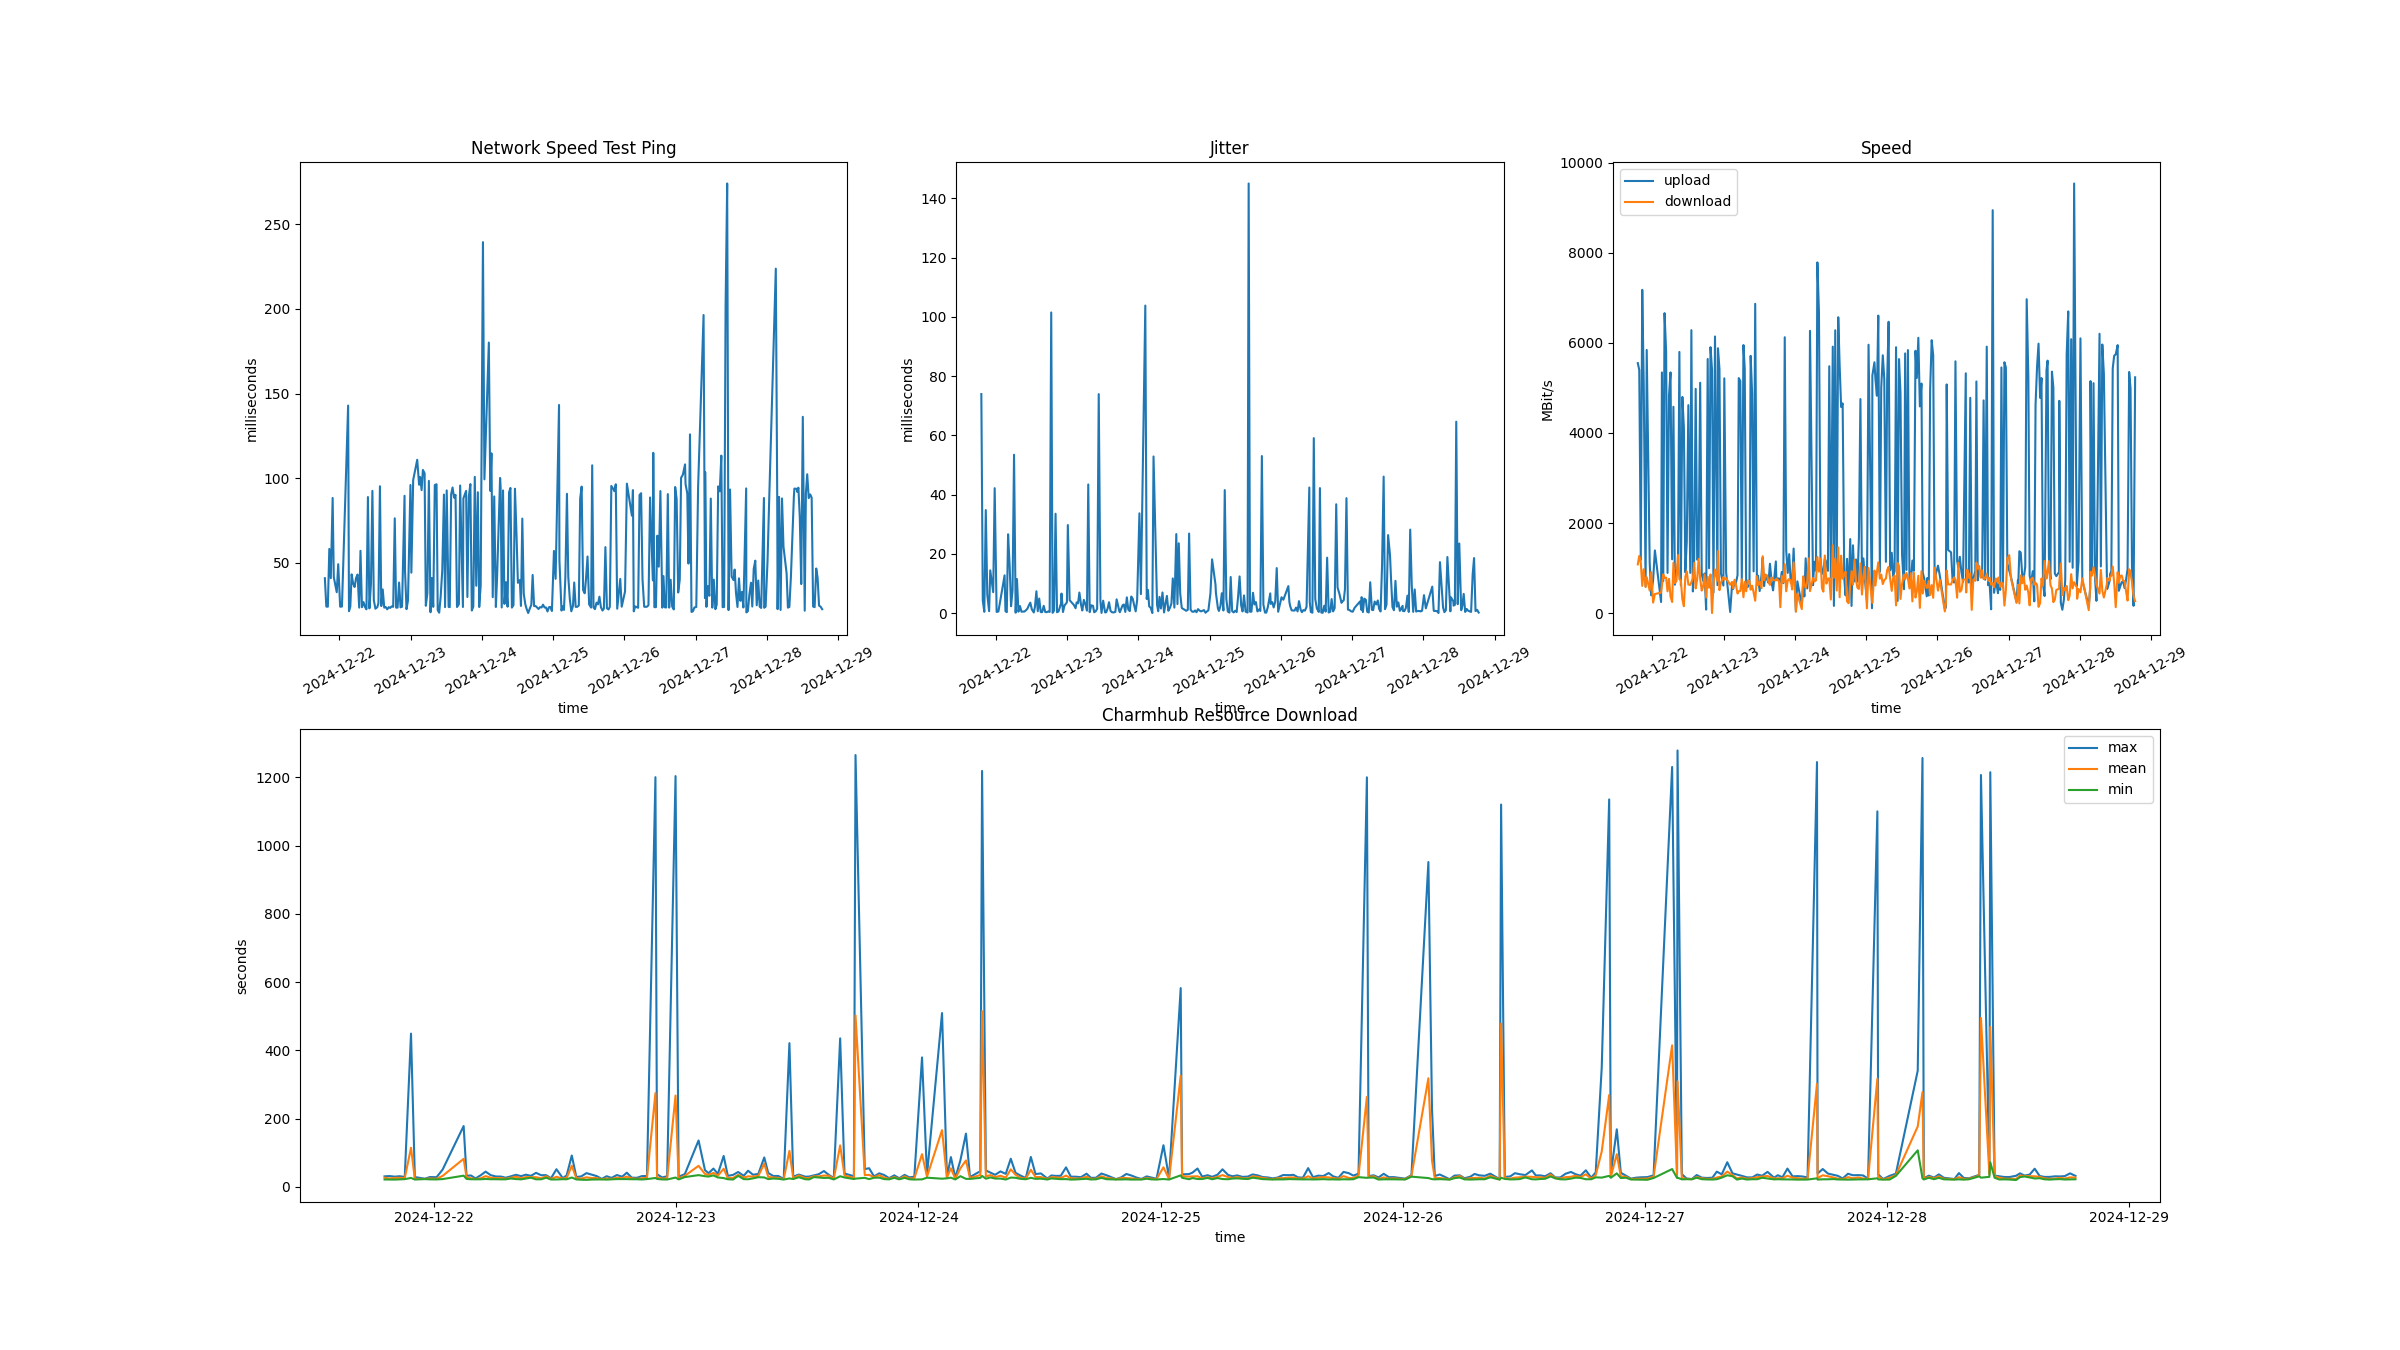 Network Speed Test Ping
milliseconds
250
200
150
100
50
2024-12-22 2024-12-23 2024-12-24 2024-12-25 2024-12-26 2024-12-27 2024-12-28 2024-12-29
time
Jitter
milliseconds
140
120
100
80
60
40
20
0
2024-12-22 2024-12-23 2024-12-24 2024-12-25 2024-12-26 2024-12-27 2024-12-28 2024-12-29
time
Speed
MBit/s
10000
8000
6000
4000
2000
0
upload
download
2024-12-22 2024-12-23 2024-12-24 2024-12-25 2024-12-26 2024-12-27 2024-12-28 2024-12-29
time
Charmhub Resource Download
seconds
1200
1000
800
600
400
200
0
max
mean
min
2024-12-22 2024-12-23 2024-12-24 2024-12-25 2024-12-26 2024-12-27 2024-12-28 2024-12-29
time